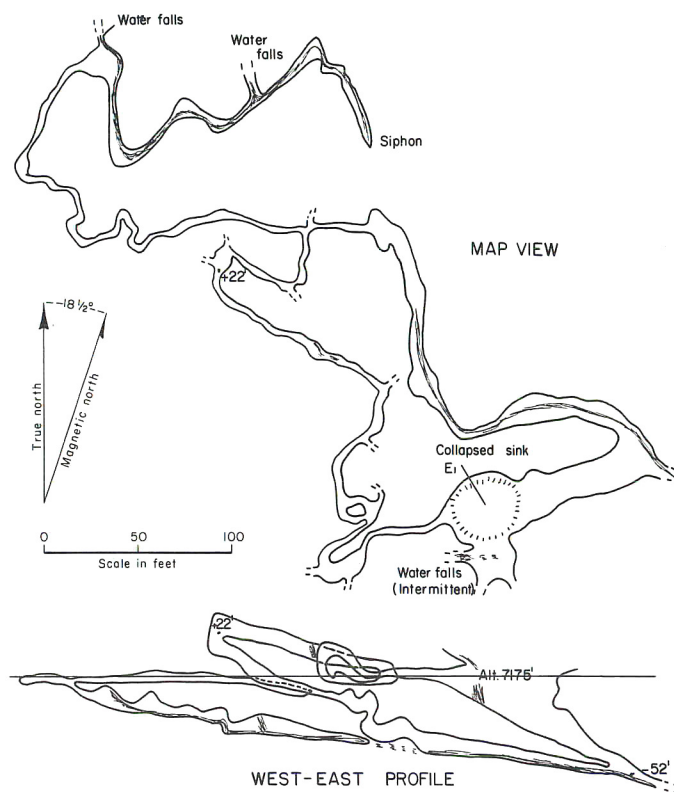 Water falls
Water
falls
Siphon
MAP VIEW
+22'
18 ½°
True north
Magnetic north
Collapsed sink
E₁
0 50 100
Scale in feet
Water falls
(Intermittent)
+22'
Alt. 7175'
-52'
WEST-EAST PROFILE